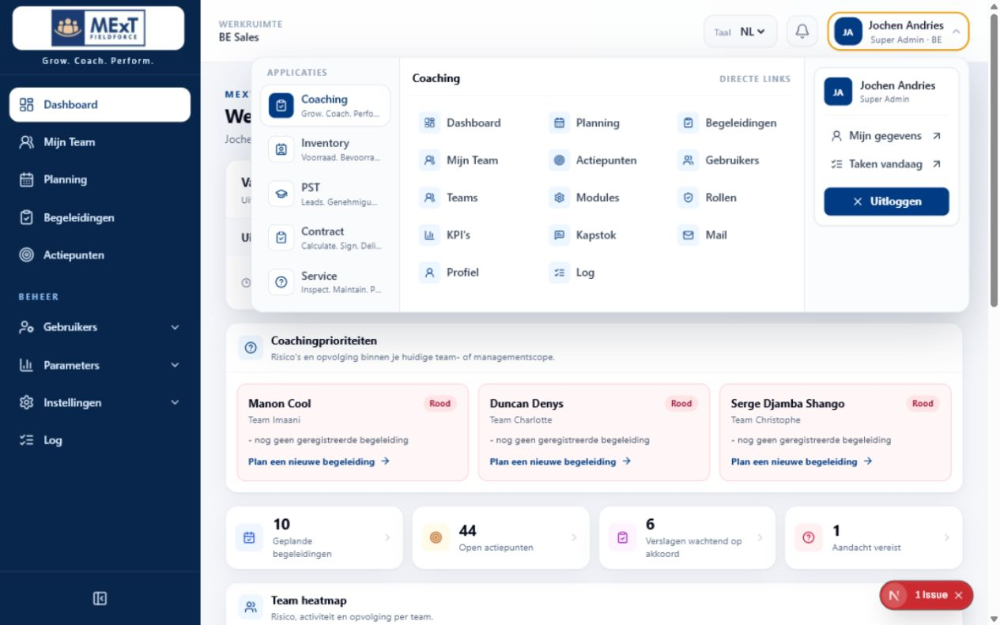 MExT
FIELDFORCE
Grow. Coach. Perform.
Dashboard
Mijn Team
Planning
Begeleidingen
Actiepunten
BEHEER
Gebruikers
Parameters
Instellingen
Log
WERKRUIMTE
BE Sales
Taal NL
JA
Jochen Andries
Super Admin · BE
APPLICATIES
Coaching
Grow. Coach. Perfo...
Inventory
Voorraad. Bevoorra...
PST
Leads. Genehmigu...
Contract
Calculate. Sign. Deli...
Service
Inspect. Maintain. P...
Coaching
DIRECTE LINKS
Dashboard
Planning
Begeleidingen
Mijn Team
Actiepunten
Gebruikers
Teams
Modules
Rollen
KPI's
Kapstok
Mail
Profiel
Log
JA
Jochen Andries
Super Admin
Mijn gegevens
Taken vandaag
Uitloggen
MEX
We
Joche
Ui
Coachingprioriteiten
Risico's en opvolging binnen je huidige team- of managementscope.
Manon Cool
Rood
Team Imaani
- nog geen geregistreerde begeleiding
Plan een nieuwe begeleiding →
Duncan Denys
Rood
Team Charlotte
- nog geen geregistreerde begeleiding
Plan een nieuwe begeleiding →
Serge Djamba Shango
Rood
Team Christophe
- nog geen geregistreerde begeleiding
Plan een nieuwe begeleiding →
10
Geplande
begeleidingen
44
Open actiepunten
6
Verslagen wachtend op
akkoord
1
Aandacht vereist
Team heatmap
Risico, activiteit en opvolging per team.
N 1 Issue